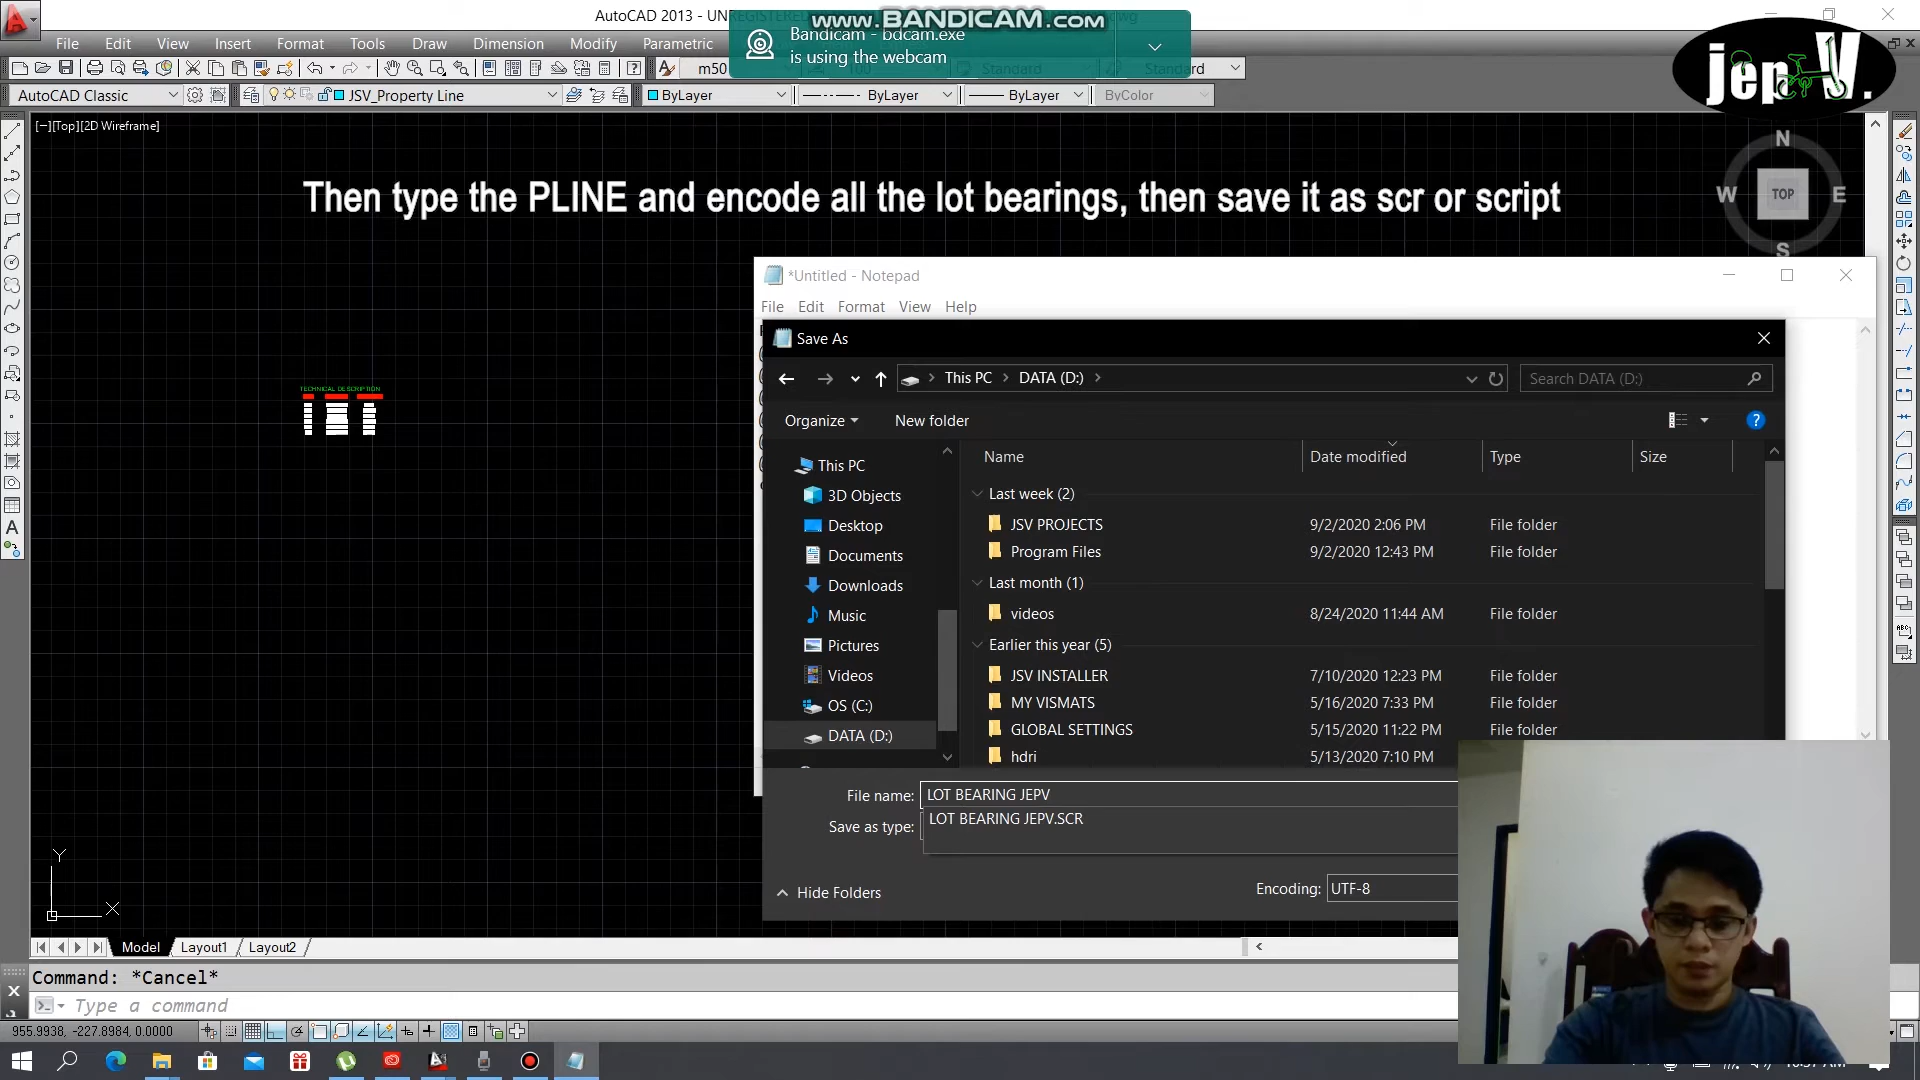 AutoCAD 2013 - UNREGISTERED
www.BANDICAM.com
Bandicam - bdcam.exe
is using the webcam
jepV.
File Edit View Insert Format Tools Draw Dimension Modify Parametric
m50
Standard
Standard
AutoCAD Classic
JSV_Property Line
ByLayer
ByLayer
ByLayer
ByColor
[−][Top][2D Wireframe]
Then type the PLINE and encode all the lot bearings, then save it as scr or script
N
W
TOP
E
S
*Untitled - Notepad
File Edit Format View Help
Save As
This PC > DATA (D:)
Search DATA (D:)
Organize
New folder
Name
Date modified
Type
Size
This PC
3D Objects
Desktop
Documents
Downloads
Music
Pictures
Videos
OS (C:)
DATA (D:)
Last week (2)
JSV PROJECTS 9/2/2020 2:06 PM File folder
Program Files 9/2/2020 12:43 PM File folder
Last month (1)
videos 8/24/2020 11:44 AM File folder
Earlier this year (5)
JSV INSTALLER 7/10/2020 12:23 PM File folder
MY VISMATS 5/16/2020 7:33 PM File folder
GLOBAL SETTINGS 5/15/2020 11:22 PM File folder
hdri 5/13/2020 7:10 PM File folder
TECHNICAL DESCRIPTION
File name: LOT BEARING JEPV
LOT BEARING JEPV.SCR
Save as type:
Hide Folders
Encoding: UTF-8
Y
X
Model
Layout1
Layout2
Command: *Cancel*
Type a command
955.9938, -227.8984, 0.0000